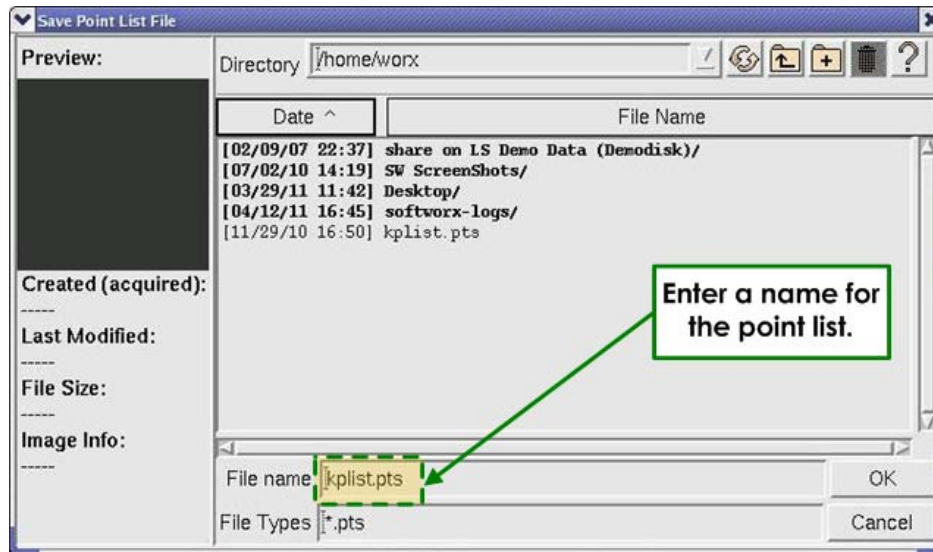 Save Point List File
Preview:
Directory /home/worx
?
Date ^ File Name
[02/09/07 22:37] share on LS Demo Data (Demodisk)/
[07/02/10 14:19] SW ScreenShots/
[03/29/11 11:42] Desktop/
[04/12/11 16:45] softworx-logs/
[11/29/10 16:50] kplist.pts
Created (acquired):
-----
Last Modified:
-----
File Size:
-----
Image Info:
-----
Enter a name for
the point list.
File name kplist.pts OK
File Types *.pts Cancel